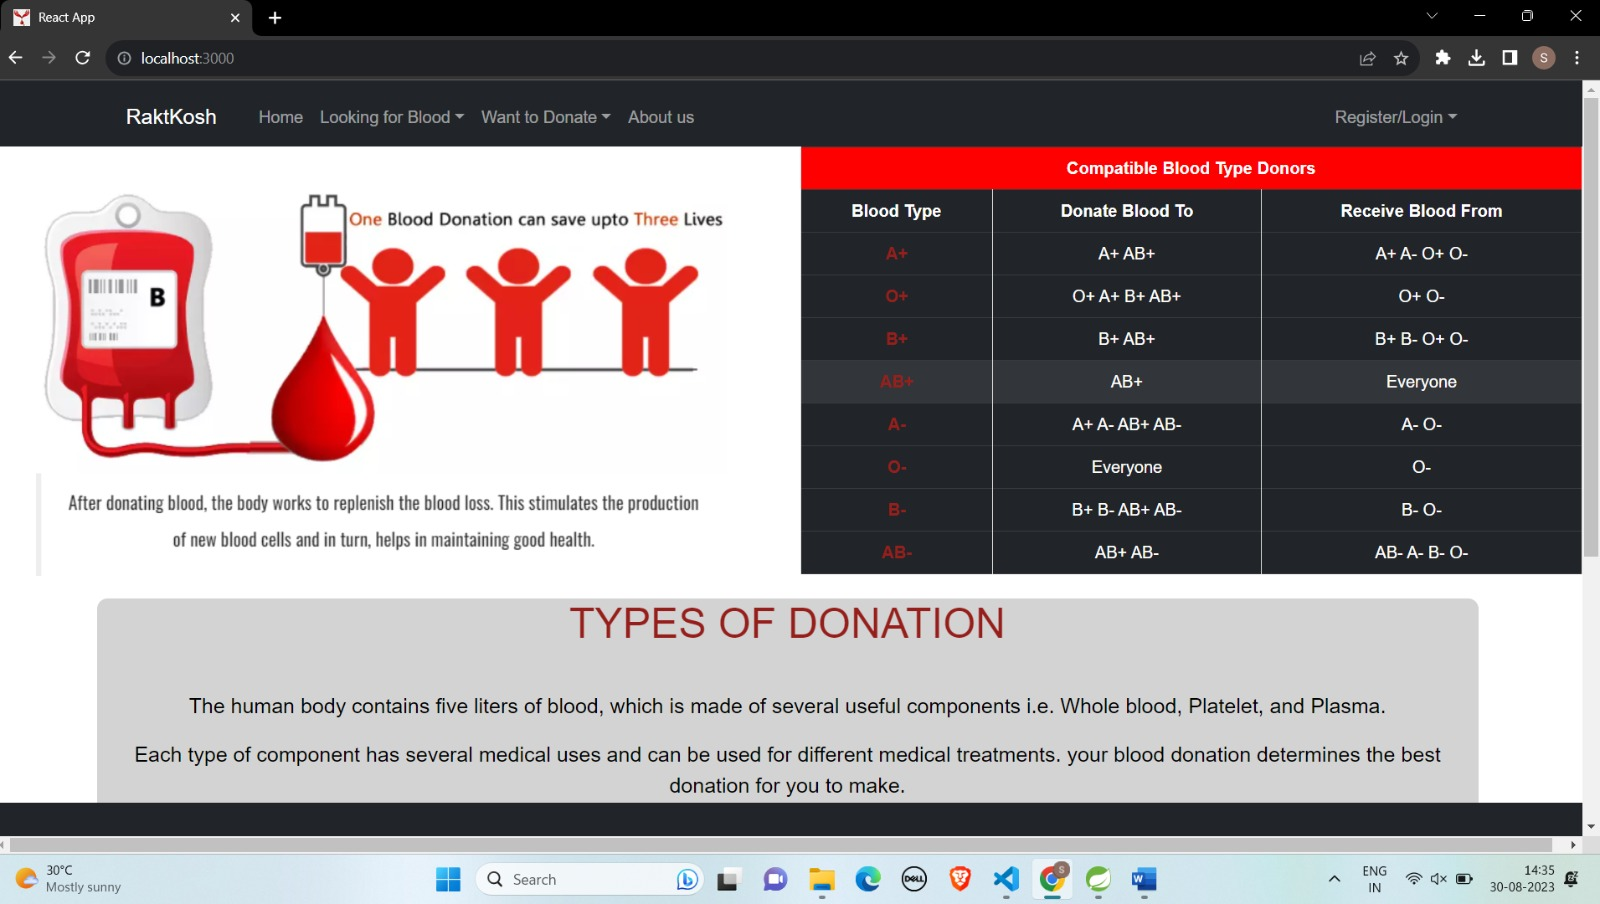 React App
localhost:3000
S
RaktKosh Home Looking for Blood Want to Donate About us Register/Login
One Blood Donation can save upto Three Lives
B
After donating blood, the body works to replenish the blood loss. This stimulates the production
of new blood cells and in turn, helps in maintaining good health.
Compatible Blood Type Donors
Blood Type Donate Blood To Receive Blood From
A+ A+ AB+ A+ A- O+ O-
O+ O+ A+ B+ AB+ O+ O-
B+ B+ AB+ B+ B- O+ O-
AB+ AB+ Everyone
A- A+ A- AB+ AB- A- O-
O- Everyone O-
B- B+ B- AB+ AB- B- O-
AB- AB+ AB- AB- A- B- O-
TYPES OF DONATION
The human body contains five liters of blood, which is made of several useful components i.e. Whole blood, Platelet, and Plasma.
Each type of component has several medical uses and can be used for different medical treatments. your blood donation determines the best
donation for you to make.
30°C
Mostly sunny
Search
DELL
S
W
ENG
IN
14:35
30-08-2023